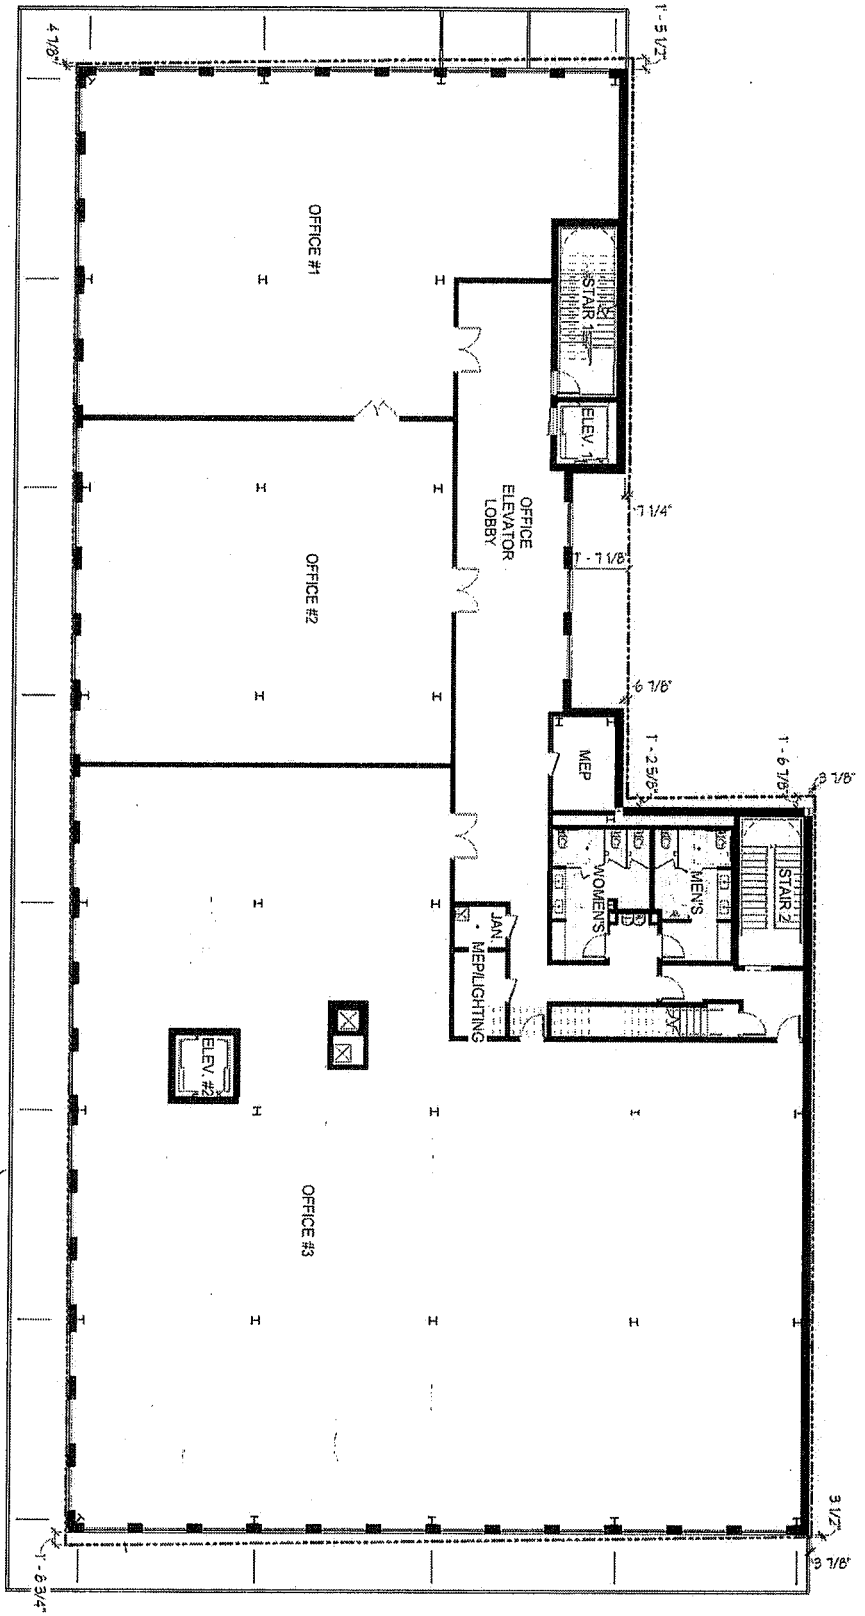 1' - 5 1/2"
4 7/8"
OFFICE #1
STAIR 1
ELEV. 1
OFFICE
ELEVATOR
LOBBY
7 1/4"
1' - 7 1/8"
OFFICE #2
6 7/8"
MEP
1' - 2 5/8"
1' - 6 7/8"
3 7/8"
WOMEN'S
MEN'S
STAIR 2
JAN.
MEP/LIGHTING
ELEV. #2
OFFICE #3
3 1/2"
3 7/8"
1' - 8 3/4"